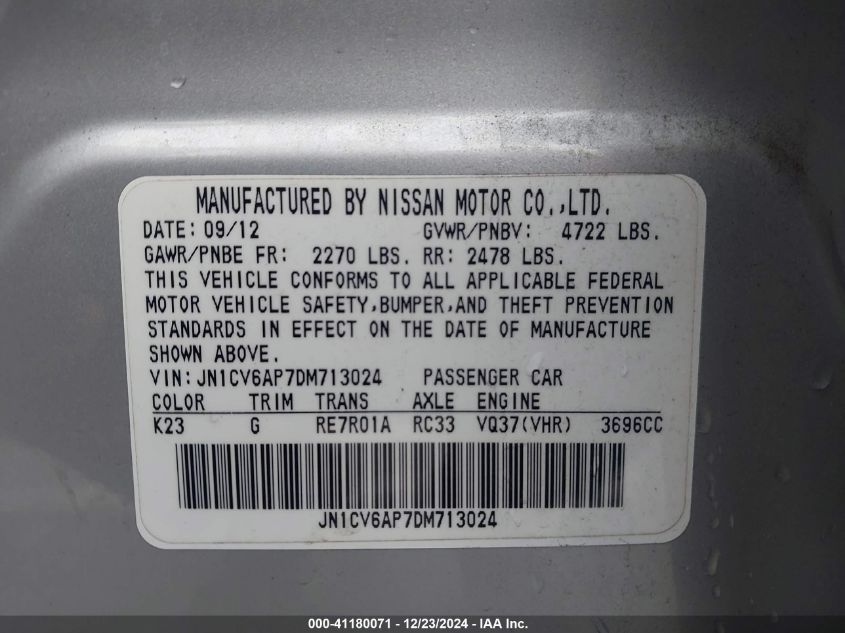 MANUFACTURED BY NISSAN MOTOR CO.,LTD.
DATE: 09/12 GVWR/PNBV: 4722 LBS.
GAWR/PNBE FR: 2270 LBS. RR: 2478 LBS.
THIS VEHICLE CONFORMS TO ALL APPLICABLE FEDERAL
MOTOR VEHICLE SAFETY,BUMPER,AND THEFT PREVENTION
STANDARDS IN EFFECT ON THE DATE OF MANUFACTURE
SHOWN ABOVE.
VIN: JN1CV6AP7DM713024 PASSENGER CAR
COLOR TRIM TRANS AXLE ENGINE
K23 G RE7R01A RC33 VQ37(VHR) 3696CC
JN1CV6AP7DM713024
000-41180071 - 12/23/2024 - IAA Inc.